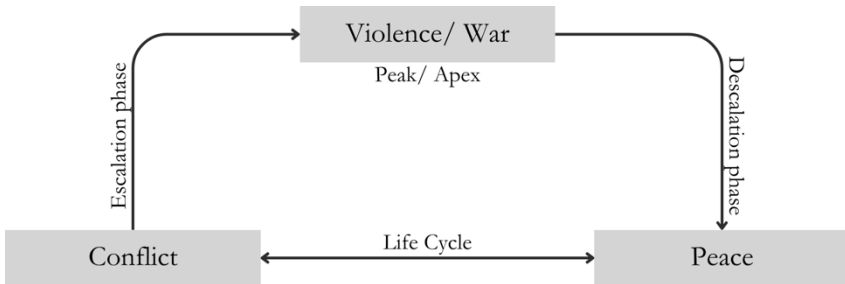 Violence/ War
Peak/ Apex
Escalation phase
Descalation phase
Conflict
Life Cycle
Peace